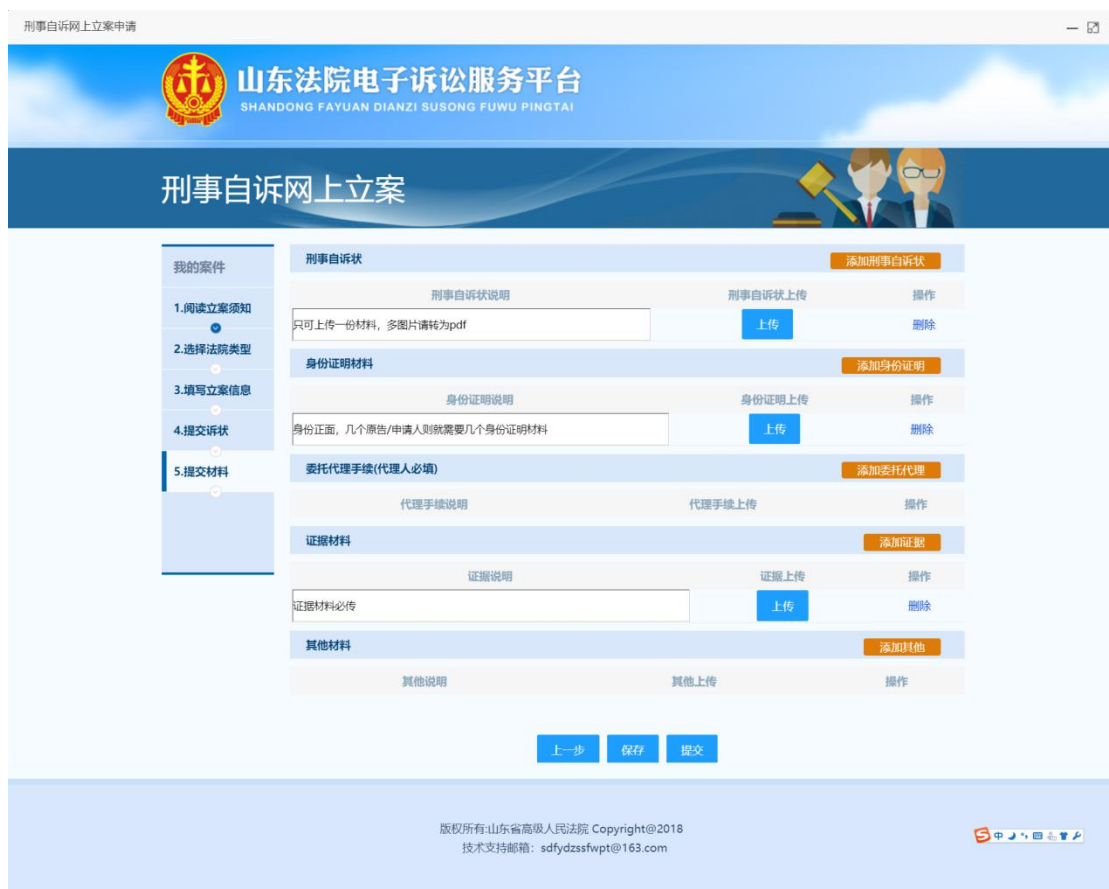 刑事自诉网上立案申请
山东法院电子诉讼服务平台
SHANDONG FAYUAN DIANZI SUSONG FUWU PINGTAI
刑事自诉网上立案
我的案件
1.阅读立案须知
2.选择法院类型
3.填写立案信息
4.提交诉状
5.提交材料
刑事自诉状 添加刑事自诉状
刑事自诉状说明 刑事自诉状上传 操作
只可上传一份材料，多图片请转为pdf 上传 删除
身份证明材料 添加身份证明
身份证明说明 身份证明上传 操作
身份正面，几个原告/申请人则就需要几个身份证明材料 上传 删除
委托代理手续(代理人必填) 添加委托代理
代理手续说明 代理手续上传 操作
证据材料 添加证据
证据说明 证据上传 操作
证据材料必传 上传 删除
其他材料 添加其他
其他说明 其他上传 操作
上一步 保存 提交
版权所有:山东省高级人民法院 Copyright@2018
技术支持邮箱：sdfydzssfwpt@163.com
中